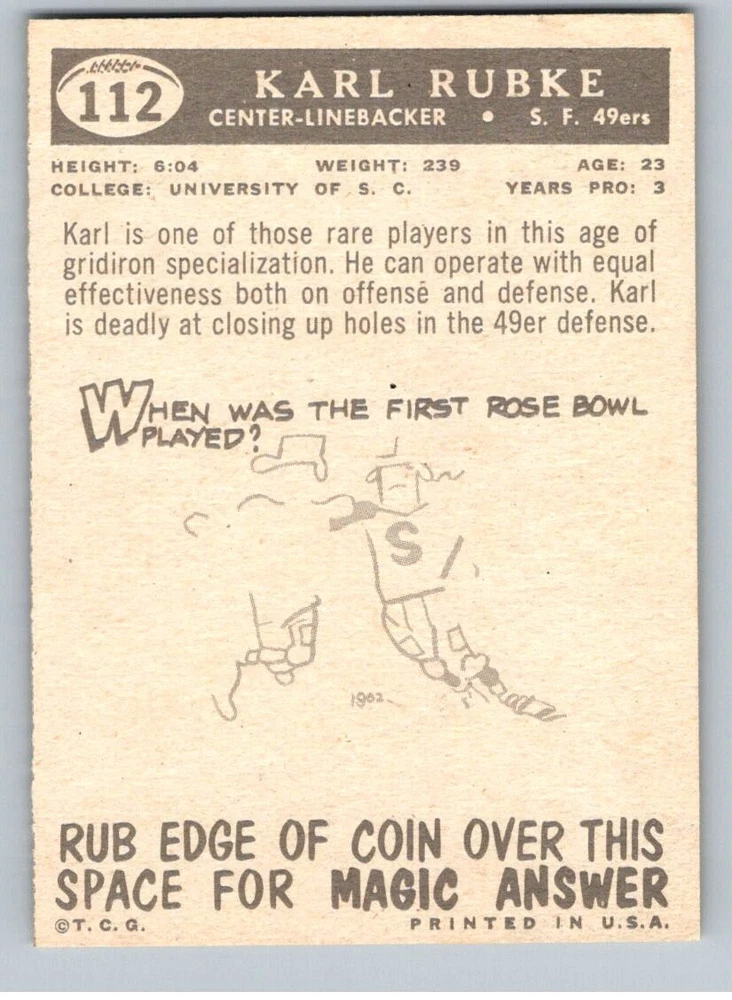 112
KARL RUBKE
CENTER-LINEBACKER • S. F. 49ers
HEIGHT: 6:04 WEIGHT: 239 AGE: 23
COLLEGE: UNIVERSITY OF S. C. YEARS PRO: 3
Karl is one of those rare players in this age of
gridiron specialization. He can operate with equal
effectiveness both on offense and defense. Karl
is deadly at closing up holes in the 49er defense.
WHEN WAS THE FIRST ROSE BOWL
PLAYED?
S
1902
RUB EDGE OF COIN OVER THIS
SPACE FOR MAGIC ANSWER
©T. C. G. PRINTED IN U.S.A.